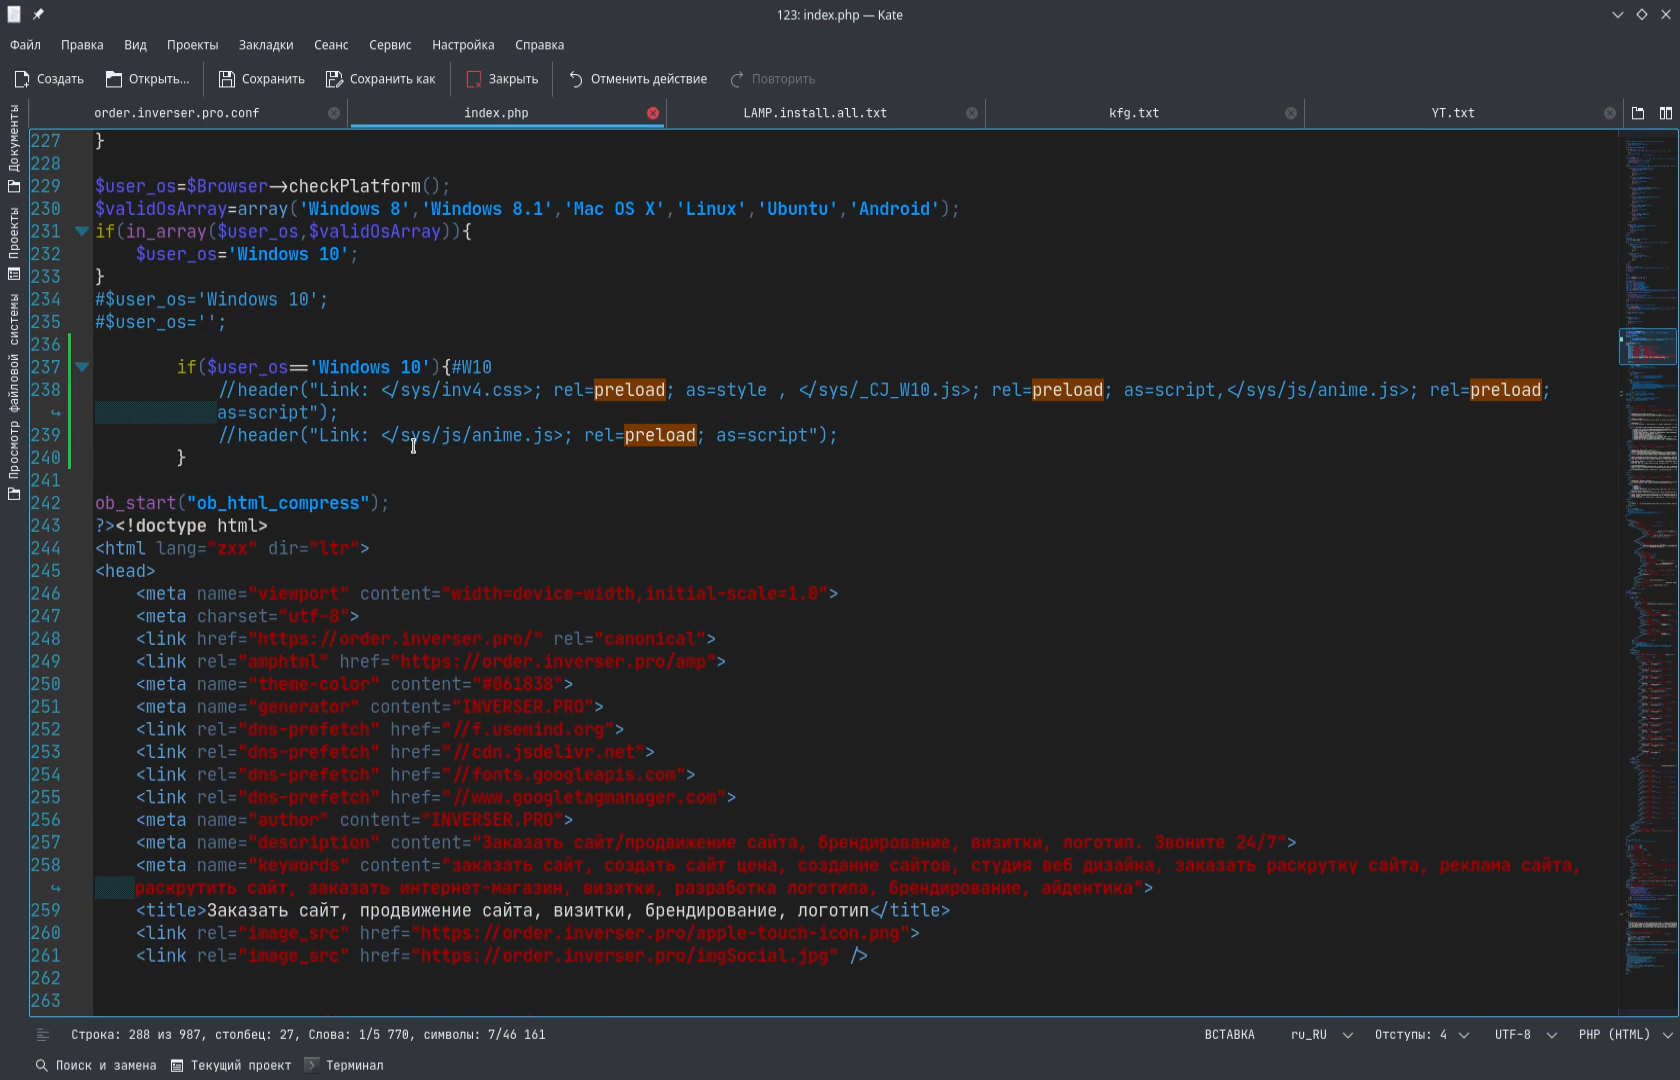 123: index.php — Kate
Файл Правка Вид Проекты Закладки Сеанс Сервис Настройка Справка
Создать Открыть... Сохранить Сохранить как Закрыть Отменить действие Повторить
order.inverser.pro.conf index.php LAMP.install.all.txt kfg.txt YT.txt
Документы
Проекты
Просмотр файловой системы
227 }
228
229 $user_os=$Browser->checkPlatform();
230 $validOsArray=array('Windows 8','Windows 8.1','Mac OS X','Linux','Ubuntu','Android');
231 if(in_array($user_os,$validOsArray)){
232     $user_os='Windows 10';
233 }
234 #$user_os='Windows 10';
235 #$user_os='';
236
237         if($user_os=='Windows 10'){#W10
238             //header("Link: </sys/inv4.css>; rel=preload; as=style , </sys/_CJ_W10.js>; rel=preload; as=script,</sys/js/anime.js>; rel=preload;
as=script");
239             //header("Link: </sys/js/anime.js>; rel=preload; as=script");
240         }
241
242 ob_start("ob_html_compress");
243 ?><!doctype html>
244 <html lang="zxx" dir="ltr">
245 <head>
246     <meta name="viewport" content="width=device-width,initial-scale=1.0">
247     <meta charset="utf-8">
248     <link href="https://order.inverser.pro/" rel="canonical">
249     <link rel="amphtml" href="https://order.inverser.pro/amp">
250     <meta name="theme-color" content="#061838">
251     <meta name="generator" content="INVERSER.PRO">
252     <link rel="dns-prefetch" href="//f.usemind.org">
253     <link rel="dns-prefetch" href="//cdn.jsdelivr.net">
254     <link rel="dns-prefetch" href="//fonts.googleapis.com">
255     <link rel="dns-prefetch" href="//www.googletagmanager.com">
256     <meta name="author" content="INVERSER.PRO">
257     <meta name="description" content="Заказать сайт/продвижение сайта, брендирование, визитки, логотип. Звоните 24/7">
258     <meta name="keywords" content="заказать сайт, создать сайт цена, создание сайтов, студия веб дизайна, заказать раскрутку сайта, реклама сайта,
раскрутить сайт, заказать интернет-магазин, визитки, разработка логотипа, брендирование, айдентика">
259     <title>Заказать сайт, продвижение сайта, визитки, брендирование, логотип</title>
260     <link rel="image_src" href="https://order.inverser.pro/apple-touch-icon.png">
261     <link rel="image_src" href="https://order.inverser.pro/imgSocial.jpg" />
262
263
Строка: 288 из 987, столбец: 27, Слова: 1/5 770, символы: 7/46 161 ВСТАВКА ru_RU Отступы: 4 UTF-8 PHP (HTML)
Поиск и замена Текущий проект Терминал